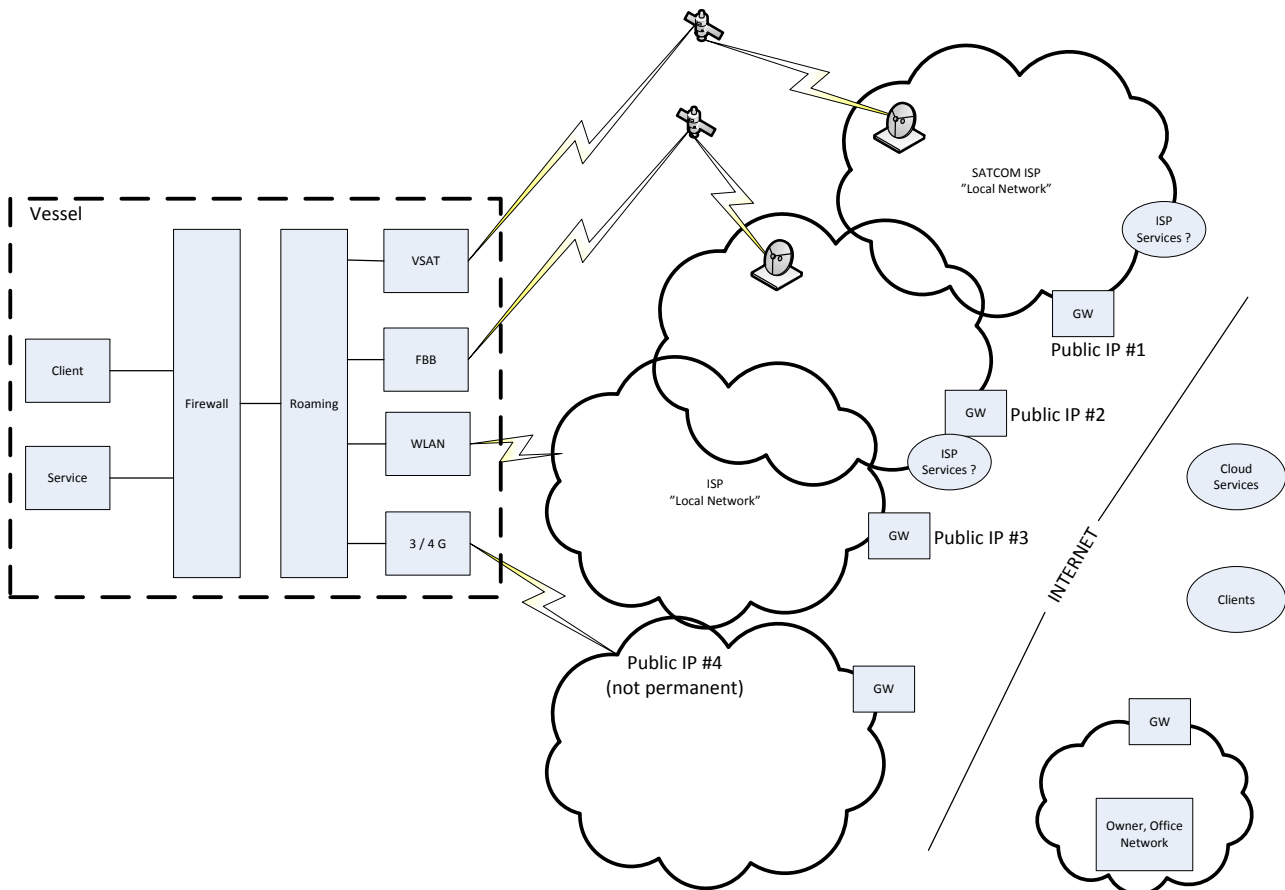 Vessel
Client
Service
Firewall
Roaming
VSAT
FBB
WLAN
3 / 4 G
SATCOM ISP
”Local Network”
ISP
Services ?
GW
Public IP #1
GW
Public IP #2
ISP
Services ?
ISP
”Local Network”
GW
Public IP #3
Public IP #4
(not permanent)
GW
INTERNET
Cloud
Services
Clients
GW
Owner, Office
Network